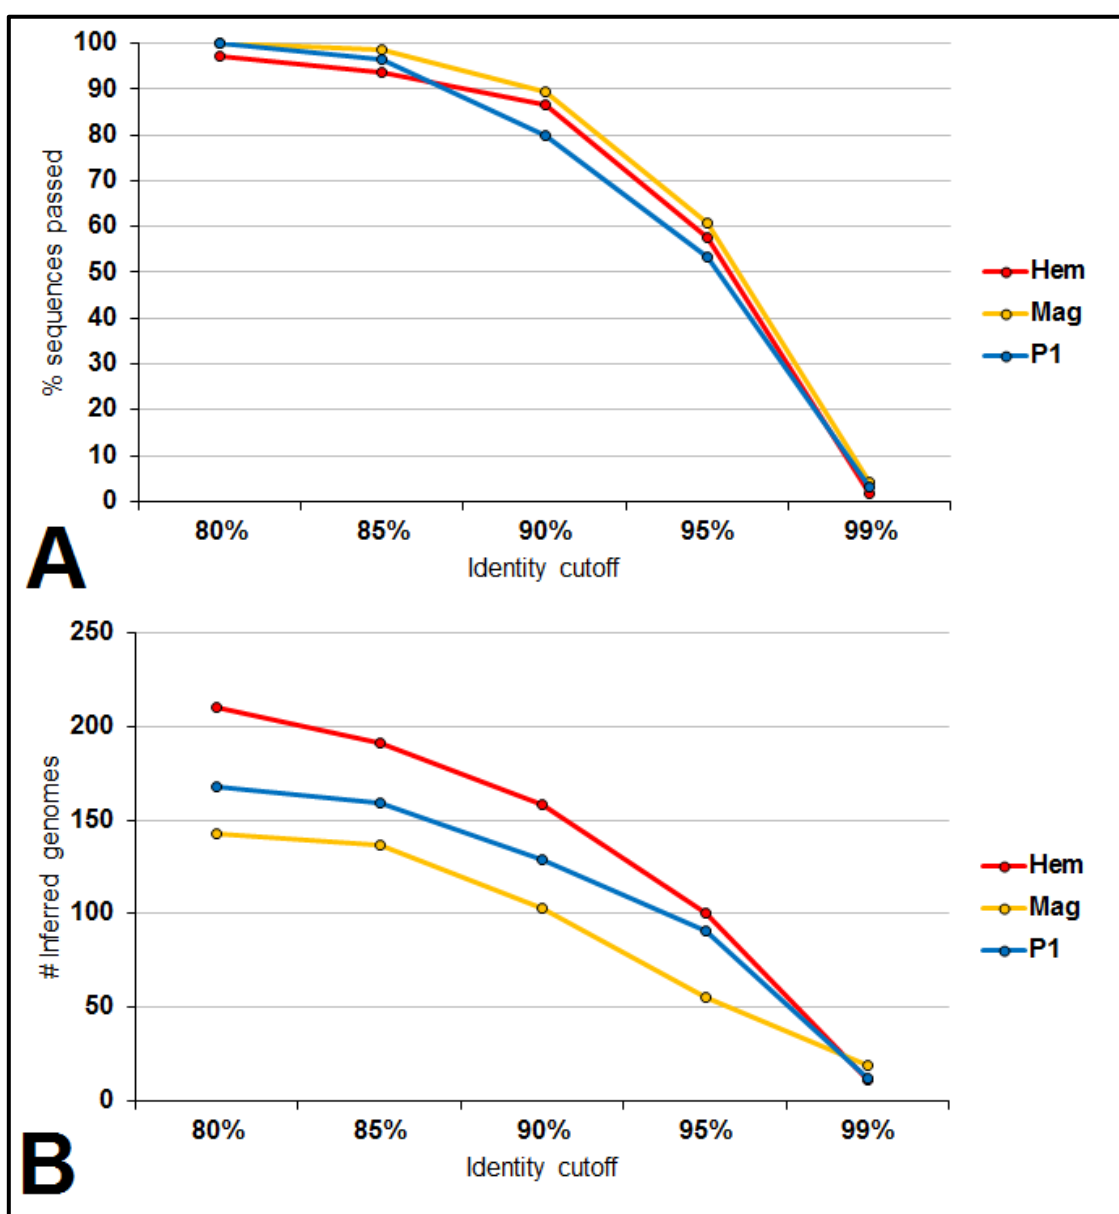 100
90
80
70
60
50
40
30
20
10
0
% sequences passed
80% 85% 90% 95% 99%
Identity cutoff
Hem
Mag
P1
A
250
200
150
100
50
0
# Inferred genomes
80% 85% 90% 95% 99%
Identity cutoff
Hem
Mag
P1
B